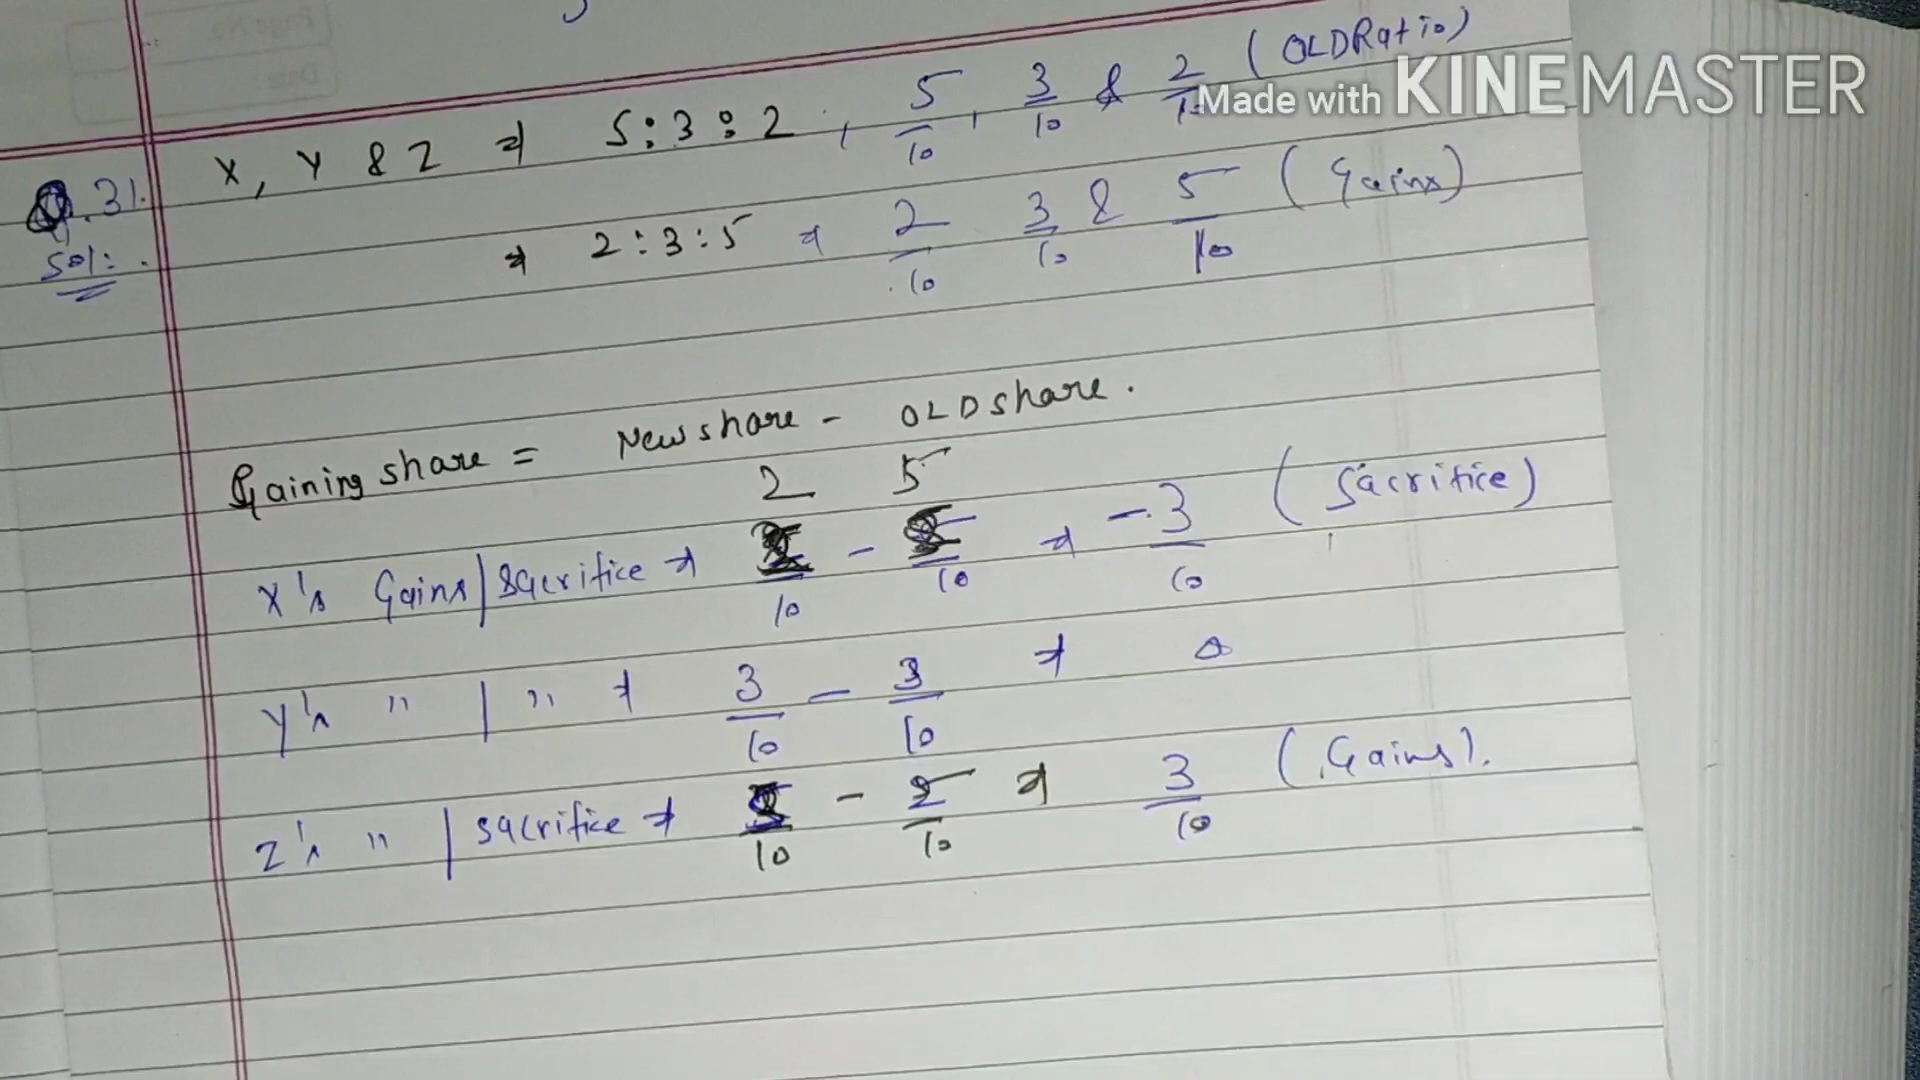 Made with KINEMASTER
Q.31. X, Y & Z ⇒ 5:3:2, 5/10, 3/10 & 2/10 (OLD Ratio)
Sol:. ⇒ 2:3:5 ⇒ 2/10 3/10 & 5/10 (Gains)
Gaining share = New share - OLD share.
2 5
X's Gains/Sacrifice ⇒ 2/10 - 5/10 ⇒ -3/10 (Sacrifice)
Y's " / " ⇒ 3/10 - 3/10 ⇒ 0
Z's " / Sacrifice ⇒ 5/10 - 2/10 ⇒ 3/10 (Gains).